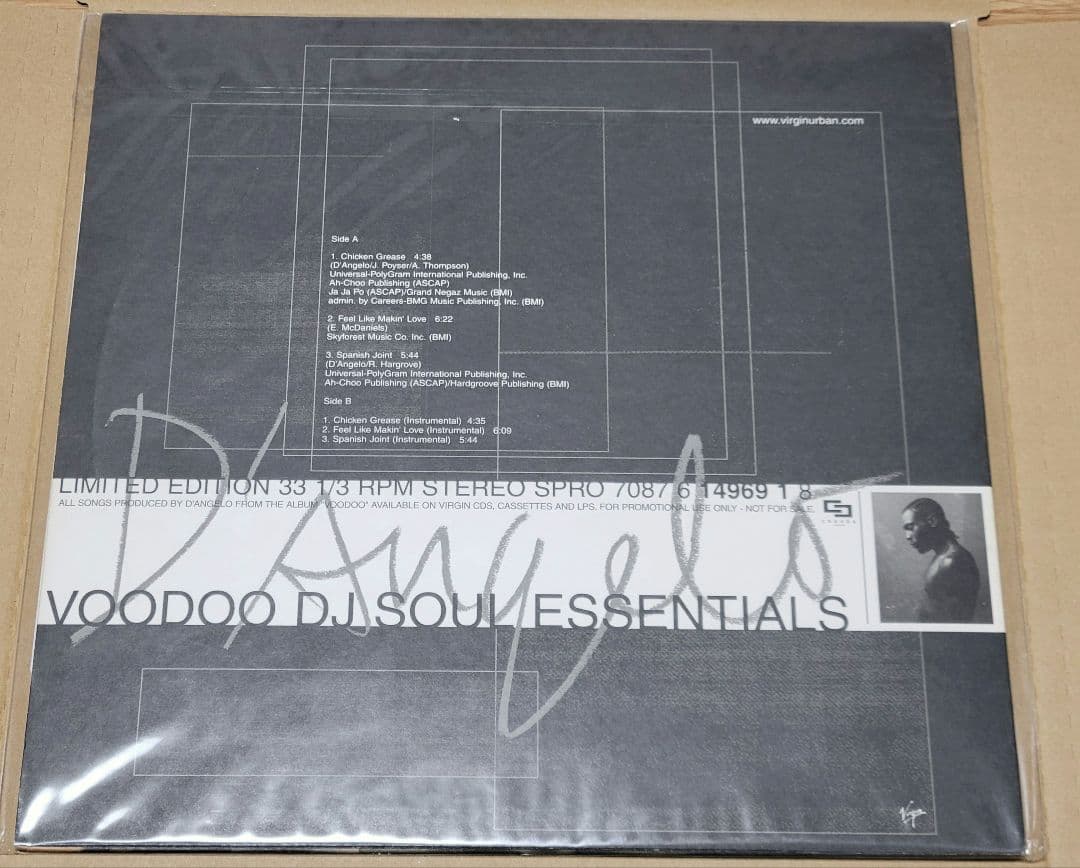 www.virginurban.com
Side A
1. Chicken Grease 4:38
(D'Angelo/J. Poyser/A. Thompson)
Universal-PolyGram International Publishing, Inc.
Ah-Choo Publishing (ASCAP)
Ja Ja Po (ASCAP)/Grand Negaz Music (BMI)
admin. by Careers-BMG Music Publishing, Inc. (BMI)
2. Feel Like Makin' Love 6:22
(E. McDaniels)
Skyforest Music Co. Inc. (BMI)
3. Spanish Joint 5:44
(D'Angelo/R. Hargrove)
Universal-PolyGram International Publishing, Inc.
Ah-Choo Publishing (ASCAP)/Hardgroove Publishing (BMI)
Side B
1. Chicken Grease (Instrumental) 4:35
2. Feel Like Makin' Love (Instrumental) 6:09
3. Spanish Joint (Instrumental) 5:44
D'Angelo
LIMITED EDITION 33 1/3 RPM STEREO SPRO 7087 6 14969 1 8
ALL SONGS PRODUCED BY D'ANGELO FROM THE ALBUM "VOODOO" AVAILABLE ON VIRGIN CDS, CASSETTES AND LPS. FOR PROMOTIONAL USE ONLY - NOT FOR SALE.
VOODOO DJ SOUL ESSENTIALS
Virgin